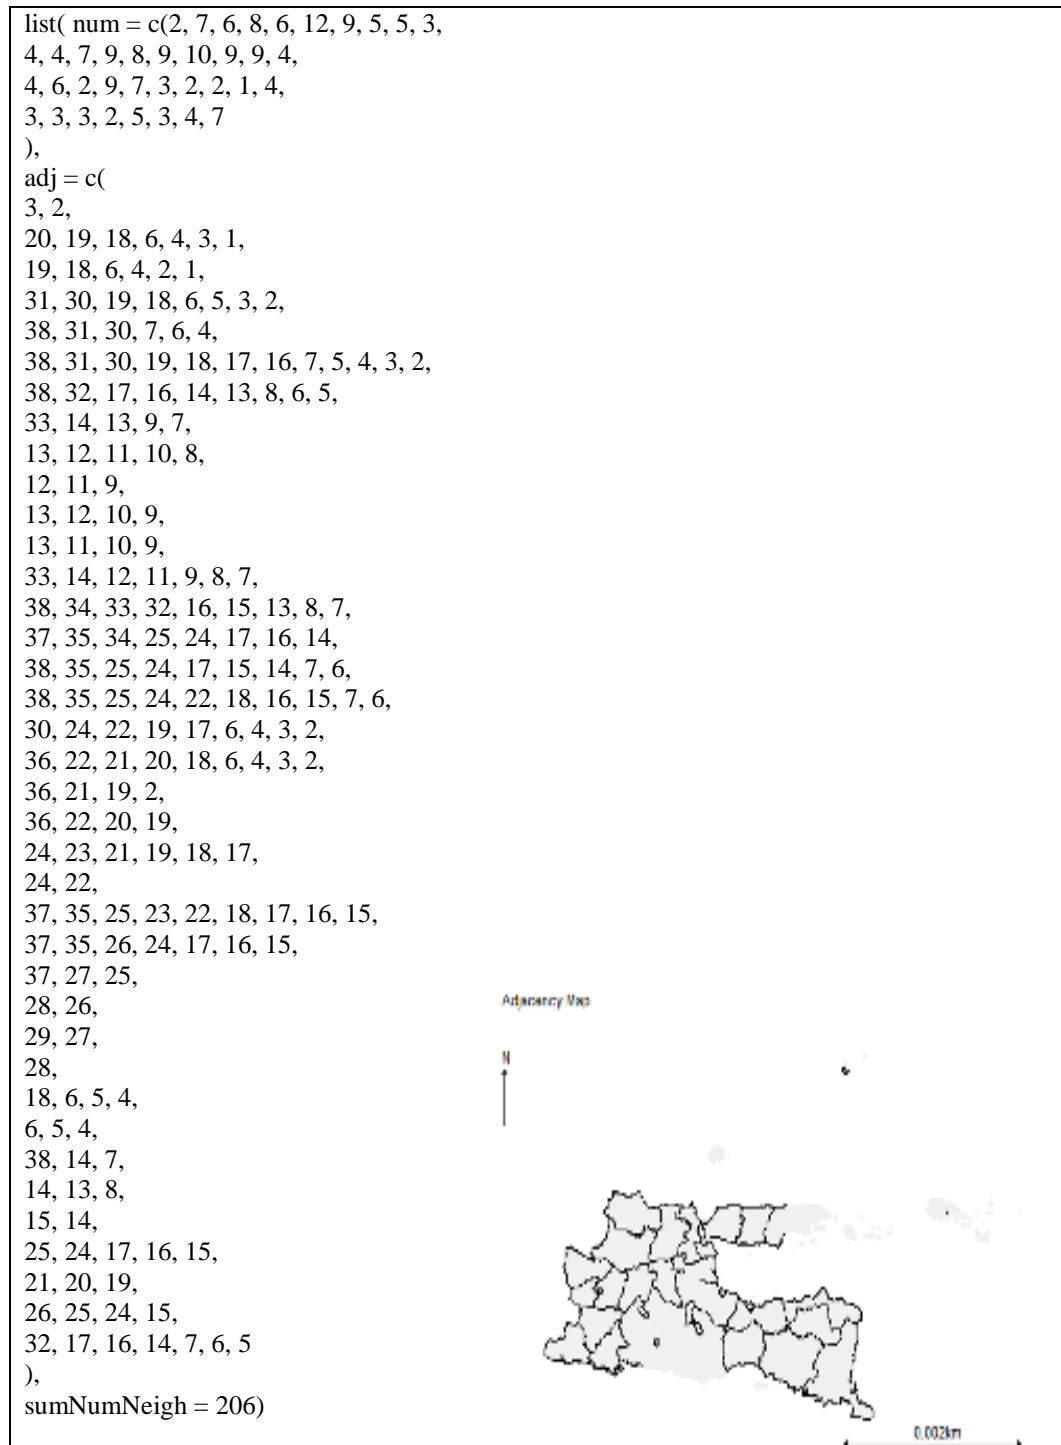 list( num = c(2, 7, 6, 8, 6, 12, 9, 5, 5, 3,
4, 4, 7, 9, 8, 9, 10, 9, 9, 4,
4, 6, 2, 9, 7, 3, 2, 2, 1, 4,
3, 3, 3, 2, 5, 3, 4, 7
),
adj = c(
3, 2,
20, 19, 18, 6, 4, 3, 1,
19, 18, 6, 4, 2, 1,
31, 30, 19, 18, 6, 5, 3, 2,
38, 31, 30, 7, 6, 4,
38, 31, 30, 19, 18, 17, 16, 7, 5, 4, 3, 2,
38, 32, 17, 16, 14, 13, 8, 6, 5,
33, 14, 13, 9, 7,
13, 12, 11, 10, 8,
12, 11, 9,
13, 12, 10, 9,
13, 11, 10, 9,
33, 14, 12, 11, 9, 8, 7,
38, 34, 33, 32, 16, 15, 13, 8, 7,
37, 35, 34, 25, 24, 17, 16, 14,
38, 35, 25, 24, 17, 15, 14, 7, 6,
38, 35, 25, 24, 22, 18, 16, 15, 7, 6,
30, 24, 22, 19, 17, 6, 4, 3, 2,
36, 22, 21, 20, 18, 6, 4, 3, 2,
36, 21, 19, 2,
36, 22, 20, 19,
24, 23, 21, 19, 18, 17,
24, 22,
37, 35, 25, 23, 22, 18, 17, 16, 15,
37, 35, 26, 24, 17, 16, 15,
37, 27, 25,
28, 26,
29, 27,
28,
18, 6, 5, 4,
6, 5, 4,
38, 14, 7,
14, 13, 8,
15, 14,
25, 24, 17, 16, 15,
21, 20, 19,
26, 25, 24, 15,
32, 17, 16, 14, 7, 6, 5
),
sumNumNeigh = 206)
Adjacency Map
N
0.002km